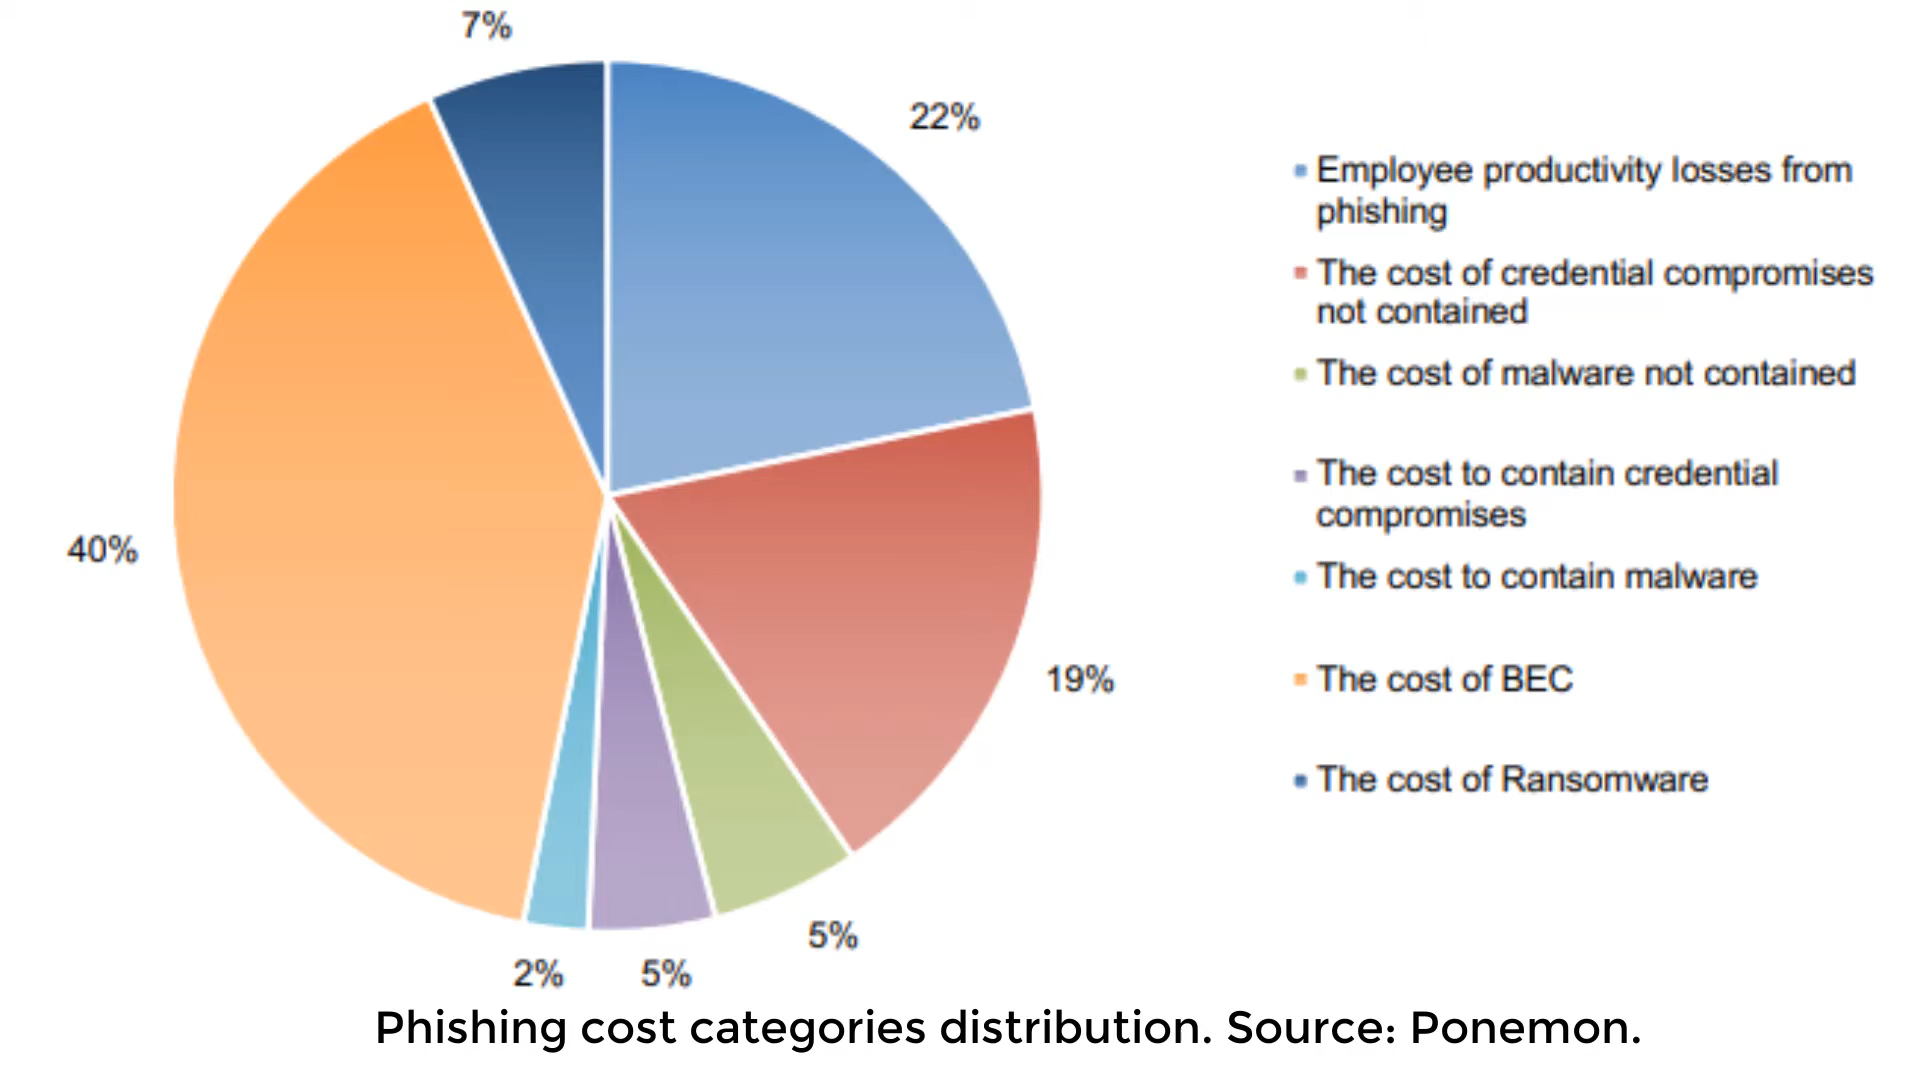 7%
22%
40%
19%
5%
2%
5%
Employee productivity losses from
phishing
The cost of credential compromises
not contained
The cost of malware not contained
The cost to contain credential
compromises
The cost to contain malware
The cost of BEC
The cost of Ransomware
Phishing cost categories distribution. Source: Ponemon.